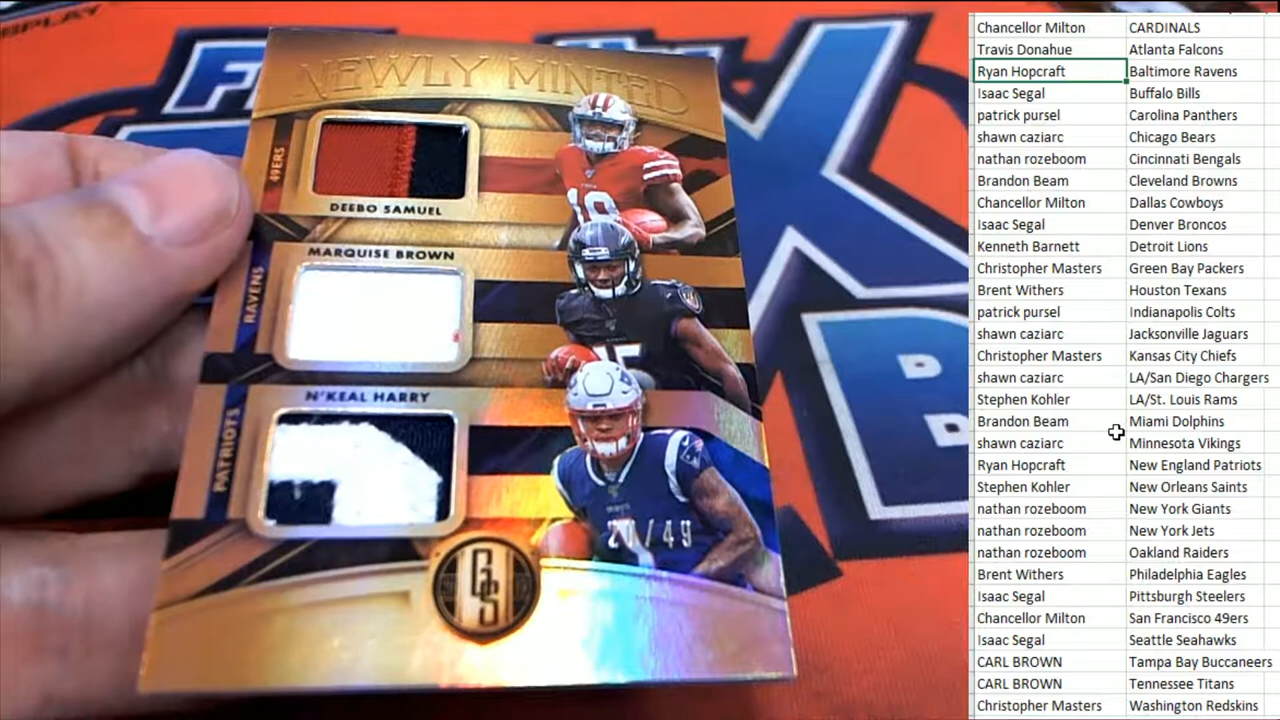 NEWLY MINTED
49ERS
DEEBO SAMUEL
MARQUISE BROWN
RAVENS
N'KEAL HARRY
PATRIOTS
/49
GS
Chancellor Milton CARDINALS
Travis Donahue Atlanta Falcons
Ryan Hopcraft Baltimore Ravens
Isaac Segal Buffalo Bills
patrick pursel Carolina Panthers
shawn caziarc Chicago Bears
nathan rozeboom Cincinnati Bengals
Brandon Beam Cleveland Browns
Chancellor Milton Dallas Cowboys
Isaac Segal Denver Broncos
Kenneth Barnett Detroit Lions
Christopher Masters Green Bay Packers
Brent Withers Houston Texans
patrick pursel Indianapolis Colts
shawn caziarc Jacksonville Jaguars
Christopher Masters Kansas City Chiefs
shawn caziarc LA/San Diego Chargers
Stephen Kohler LA/St. Louis Rams
Brandon Beam Miami Dolphins
shawn caziarc Minnesota Vikings
Ryan Hopcraft New England Patriots
Stephen Kohler New Orleans Saints
nathan rozeboom New York Giants
nathan rozeboom New York Jets
nathan rozeboom Oakland Raiders
Brent Withers Philadelphia Eagles
Isaac Segal Pittsburgh Steelers
Chancellor Milton San Francisco 49ers
Isaac Segal Seattle Seahawks
CARL BROWN Tampa Bay Buccaneers
CARL BROWN Tennessee Titans
Christopher Masters Washington Redskins